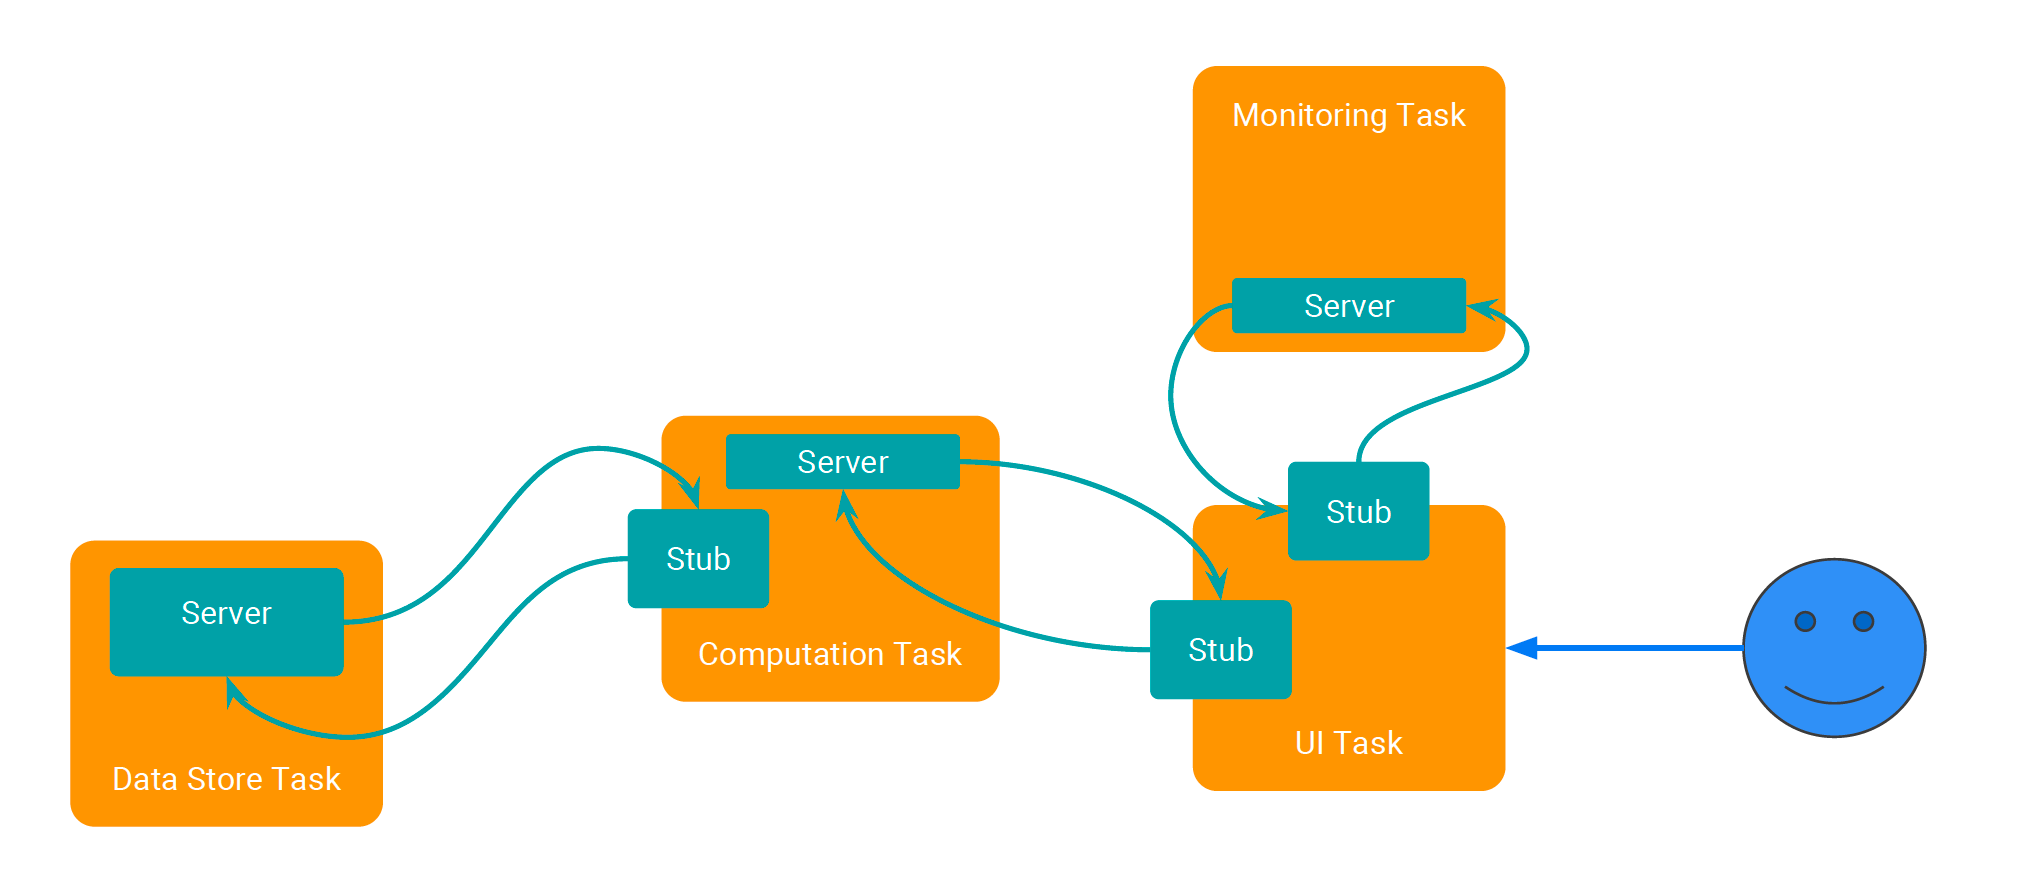 Monitoring Task
Server
Server
Stub
Stub
Computation Task
Server
Data Store Task
Stub
UI Task